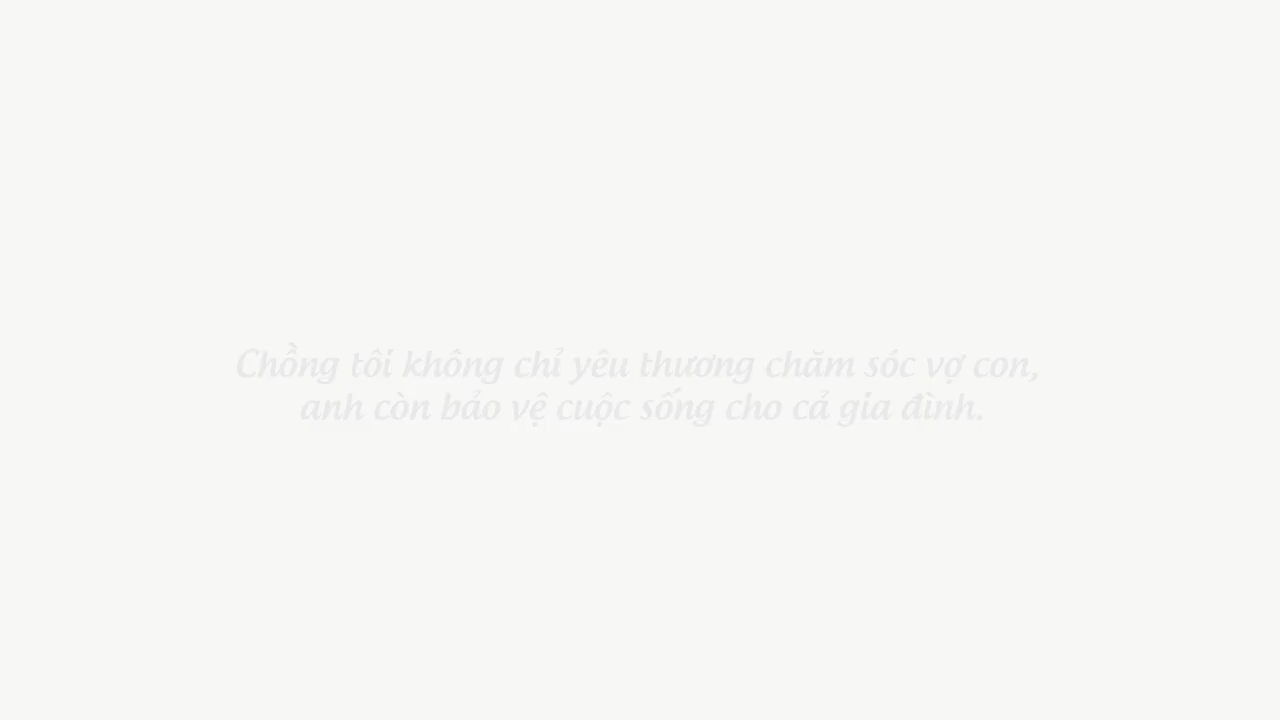 Chồng tôi không chỉ yêu thương chăm sóc vợ con,
anh còn bảo vệ cuộc sống cho cả gia đình.